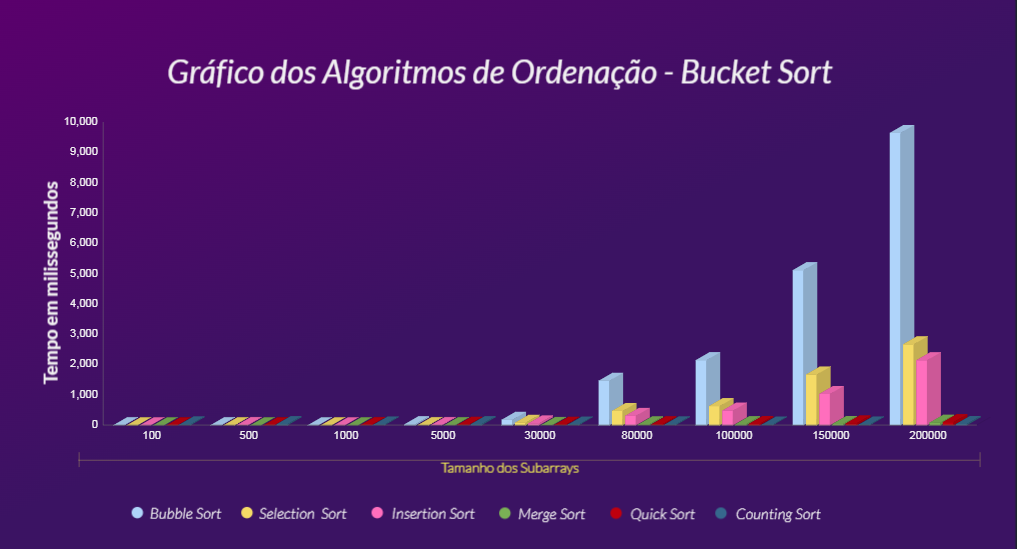 Gráfico dos Algoritmos de Ordenação - Bucket Sort
Tempo em milissegundos
10,000
9,000
8,000
7,000
6,000
5,000
4,000
3,000
2,000
1,000
0
100 500 1000 5000 30000 80000 100000 150000 200000
Tamanho dos Subarrays
Bubble Sort Selection Sort Insertion Sort Merge Sort Quick Sort Counting Sort